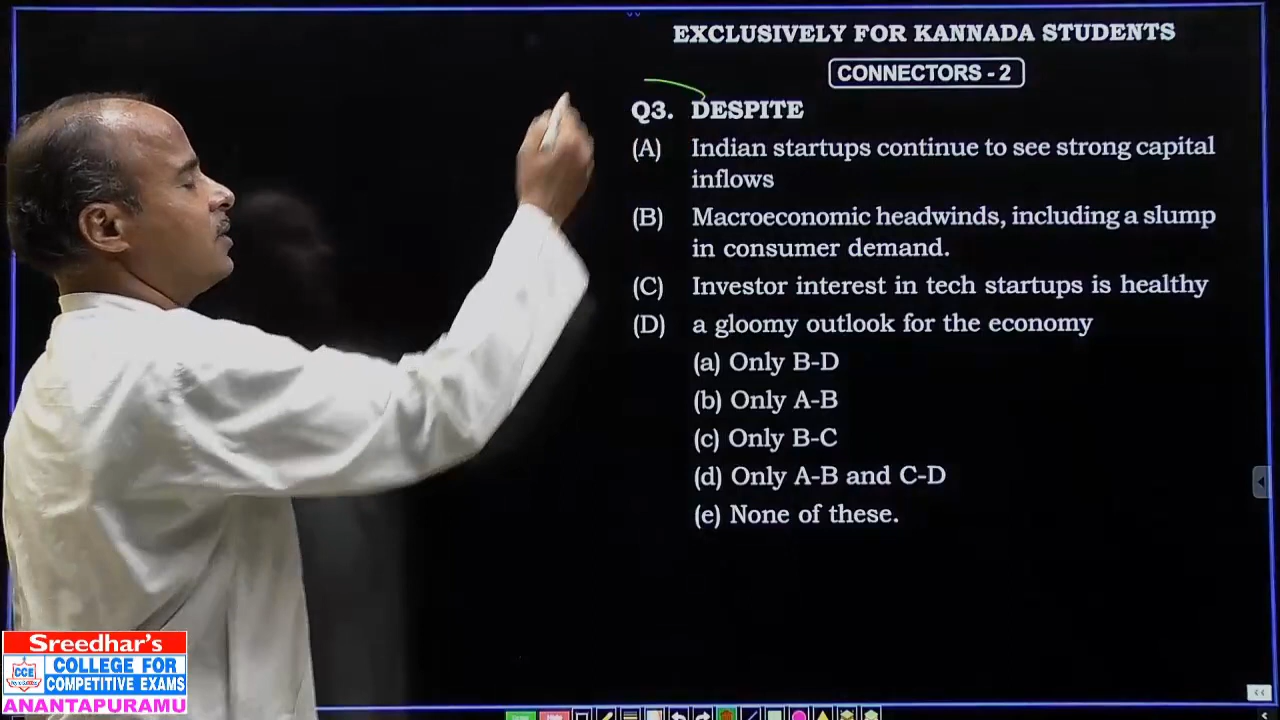 EXCLUSIVELY FOR KANNADA STUDENTS
CONNECTORS - 2
Q3. DESPITE
(A) Indian startups continue to see strong capital
inflows
(B) Macroeconomic headwinds, including a slump
in consumer demand.
(C) Investor interest in tech startups is healthy
(D) a gloomy outlook for the economy
(a) Only B-D
(b) Only A-B
(c) Only B-C
(d) Only A-B and C-D
(e) None of these.
Sreedhar's
CCE
COLLEGE FOR
COMPETITIVE EXAMS
ANANTAPURAMU